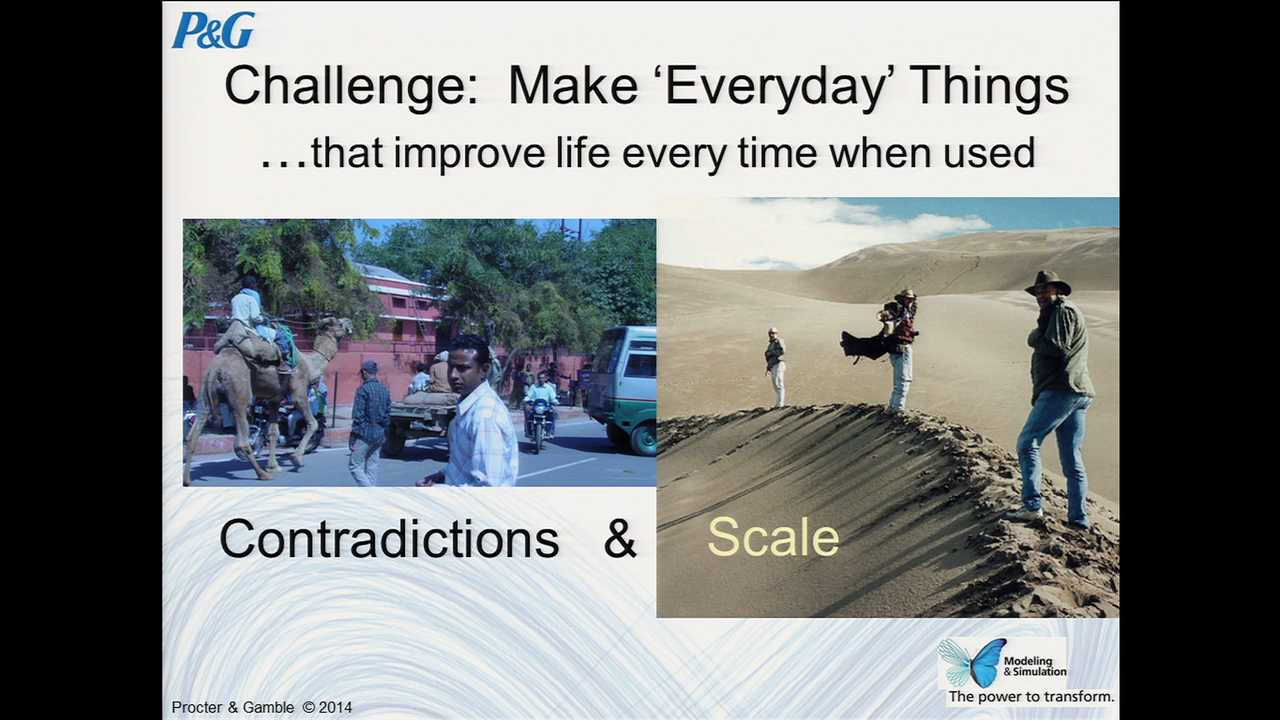 P&G
Challenge:  Make ‘Everyday’ Things
…that improve life every time when used
Contradictions & Scale
Modeling
& Simulation
The power to transform.
Procter & Gamble © 2014